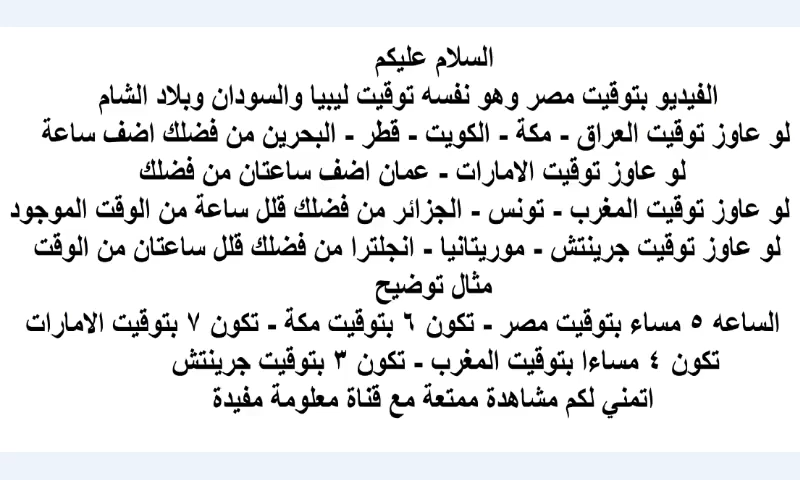 السلام عليكم
الفيديو بتوقيت مصر وهو نفسه توقيت ليبيا والسودان وبلاد الشام
لو عاوز توقيت العراق - مكة - الكويت - قطر - البحرين من فضلك اضف ساعة
لو عاوز توقيت الامارات - عمان اضف ساعتان من فضلك
لو عاوز توقيت المغرب - تونس - الجزائر من فضلك قلل ساعة من الوقت الموجود
لو عاوز توقيت جرينتش - موريتانيا - انجلترا من فضلك قلل ساعتان من الوقت
مثال توضيح
الساعه ٥ مساء بتوقيت مصر - تكون ٦ بتوقيت مكة - تكون ٧ بتوقيت الامارات
تكون ٤ مساءا بتوقيت المغرب - تكون ٣ بتوقيت جرينتش
اتمني لكم مشاهدة ممتعة مع قناة معلومة مفيدة